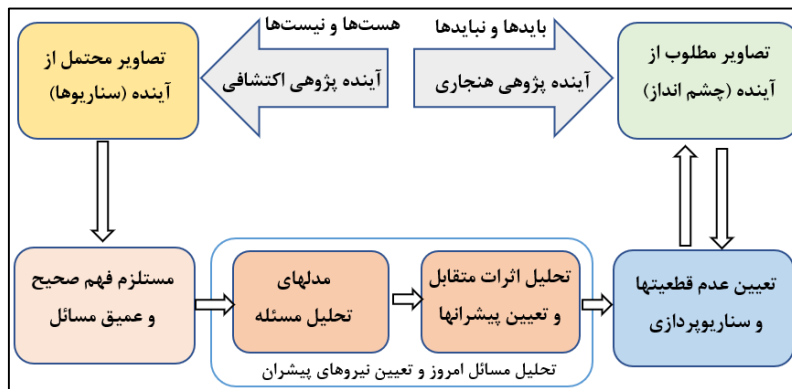 هست‌ها و نیست‌ها
بایدها و نبایدها
تصاویر مطلوب از
آینده (چشم انداز)
آینده پژوهی هنجاری
آینده پژوهی اکتشافی
تصاویر محتمل از
آینده (سناریوها)
مستلزم فهم صحیح
و عمیق مسائل
مدلهای
تحلیل مسئله
تحلیل اثرات متقابل
و تعیین پیشرانها
تعیین عدم قطعیتها
و سناریوپردازی
تحلیل مسائل امروز و تعیین نیروهای پیشران